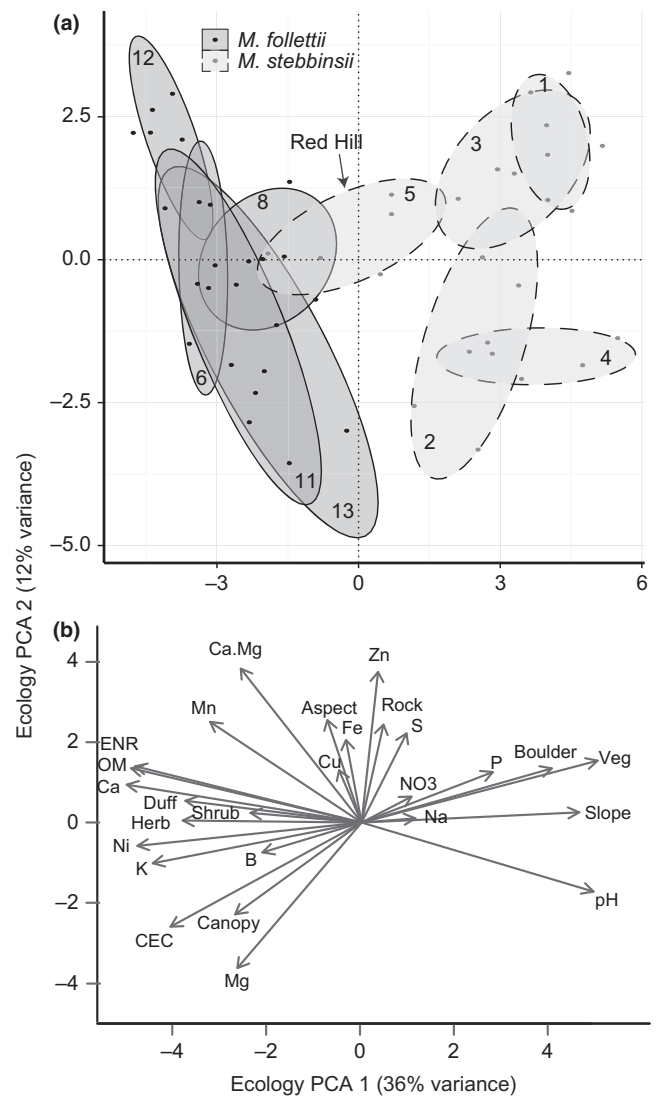 (a)
M. follettii
M. stebbinsii
12
1
3
Red Hill
5
8
6
4
2
11
13
2.5
0.0
−2.5
−5.0
−3
0
3
6
Ecology PCA 2 (12% variance)
(b)
Ca.Mg
Zn
Mn
Aspect
Rock
Fe
S
ENR
OM
Cu
P
Boulder
Veg
Ca
Duff
Shrub
NO3
Na
Slope
Herb
Ni
K
B
pH
CEC
Canopy
Mg
4
2
0
−2
−4
−4
−2
0
2
4
Ecology PCA 1 (36% variance)